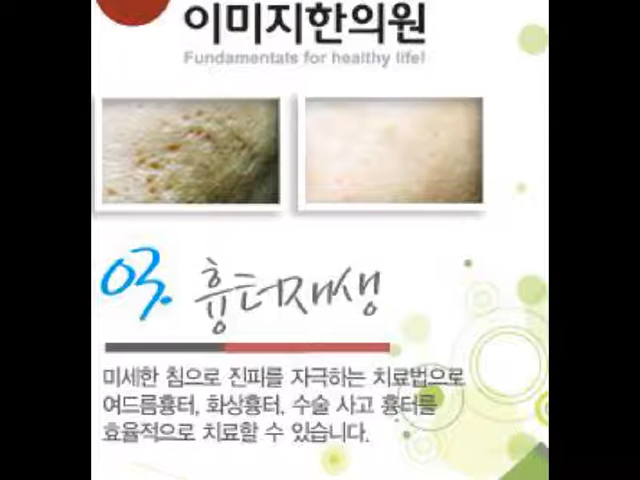 이미지한의원
Fundamentals for healthy life!
03. 흉터재생
미세한 침으로 진피를 자극하는 치료법으로
여드름흉터, 화상흉터, 수술 사고 흉터를
효율적으로 치료할 수 있습니다.